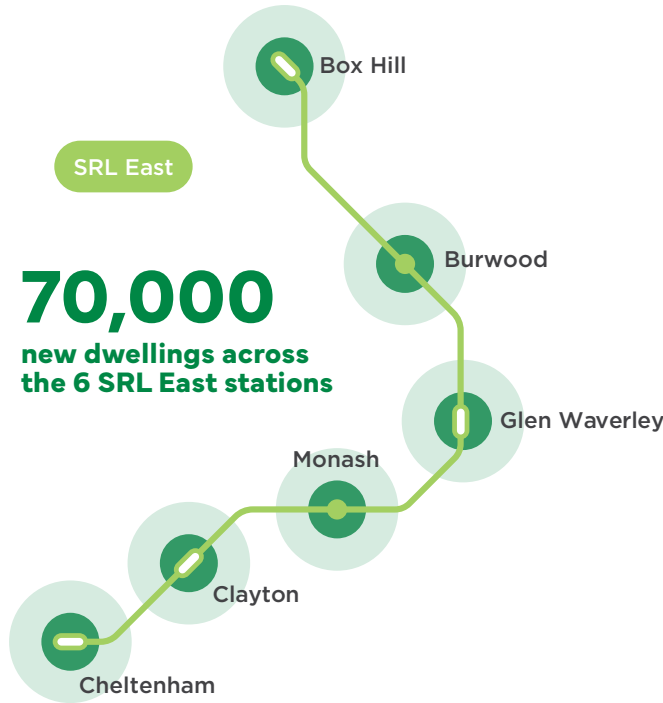 Box Hill
SRL East
Burwood
70,000
new dwellings across
the 6 SRL East stations
Glen Waverley
Monash
Clayton
Cheltenham